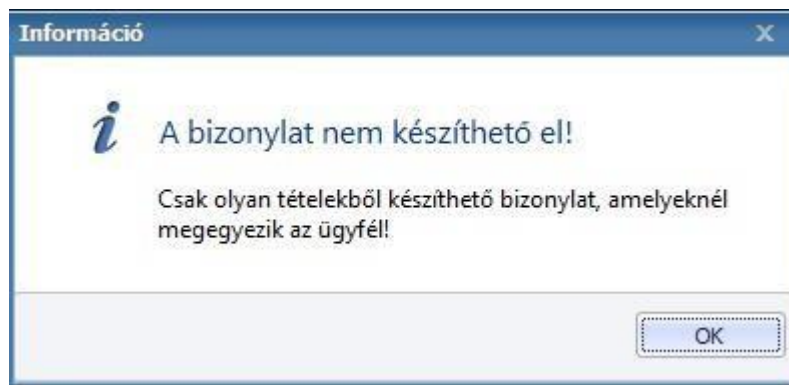 Információ
A bizonylat nem készíthető el!
Csak olyan tételekből készíthető bizonylat, amelyeknél
megegyezik az ügyfél!
OK